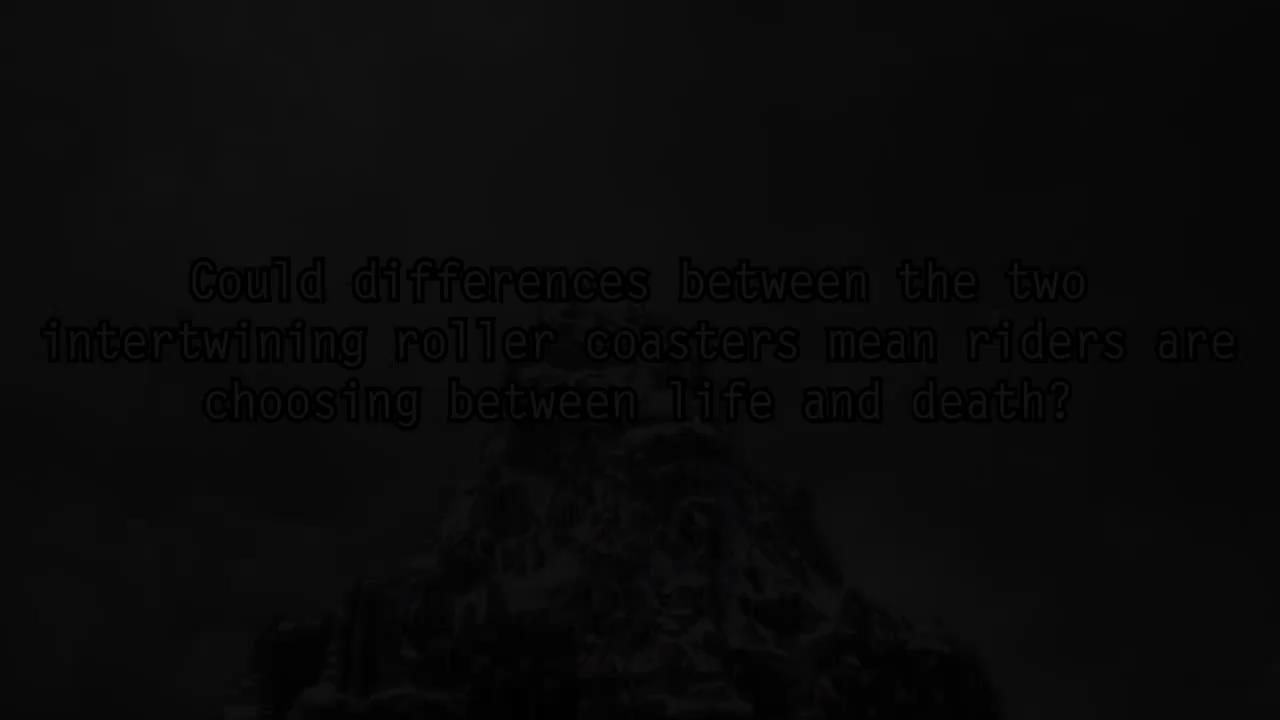 Could differences between the two
intertwining roller coasters mean riders are
choosing between life and death?